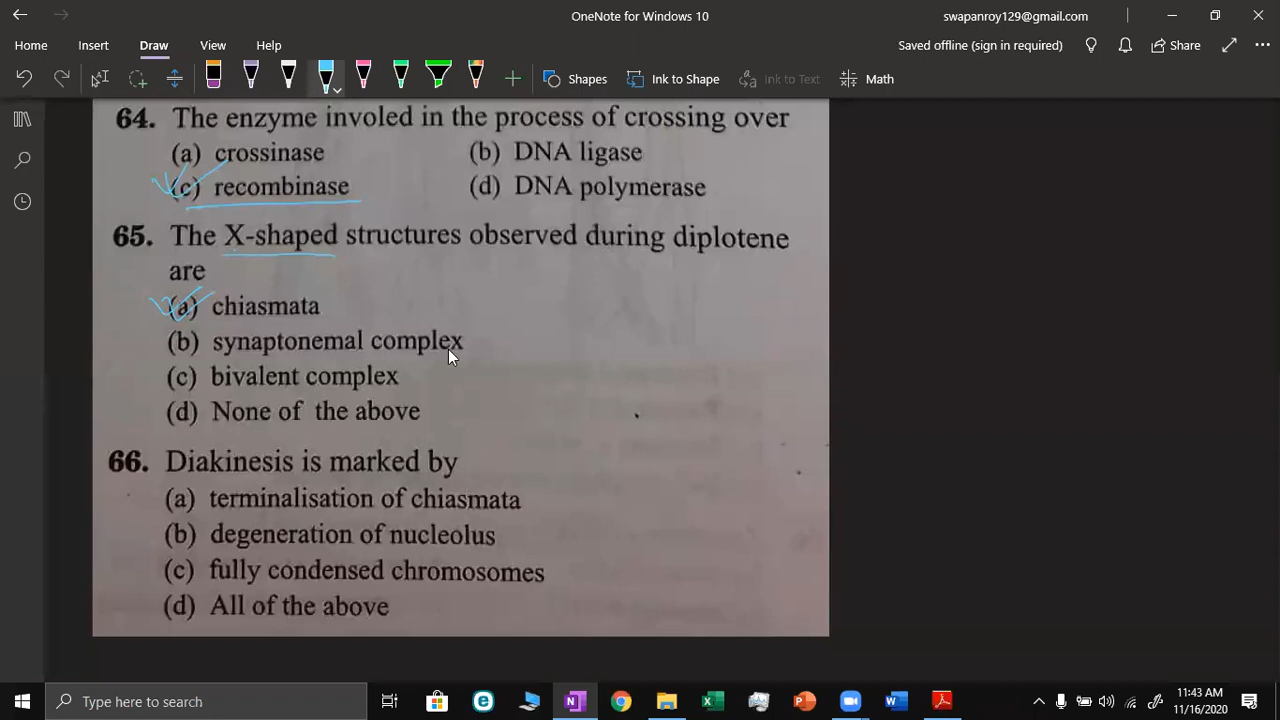 OneNote for Windows 10
swapanroy129@gmail.com
Home Insert Draw View Help
Saved offline (sign in required)
Share
Shapes
Ink to Shape
Ink to Text
Math
64. The enzyme involed in the process of crossing over
(a) crossinase (b) DNA ligase
(c) recombinase (d) DNA polymerase
65. The X-shaped structures observed during diplotene
are
(a) chiasmata
(b) synaptonemal complex
(c) bivalent complex
(d) None of the above
66. Diakinesis is marked by
(a) terminalisation of chiasmata
(b) degeneration of nucleolus
(c) fully condensed chromosomes
(d) All of the above
Type here to search
11:43 AM
11/16/2020